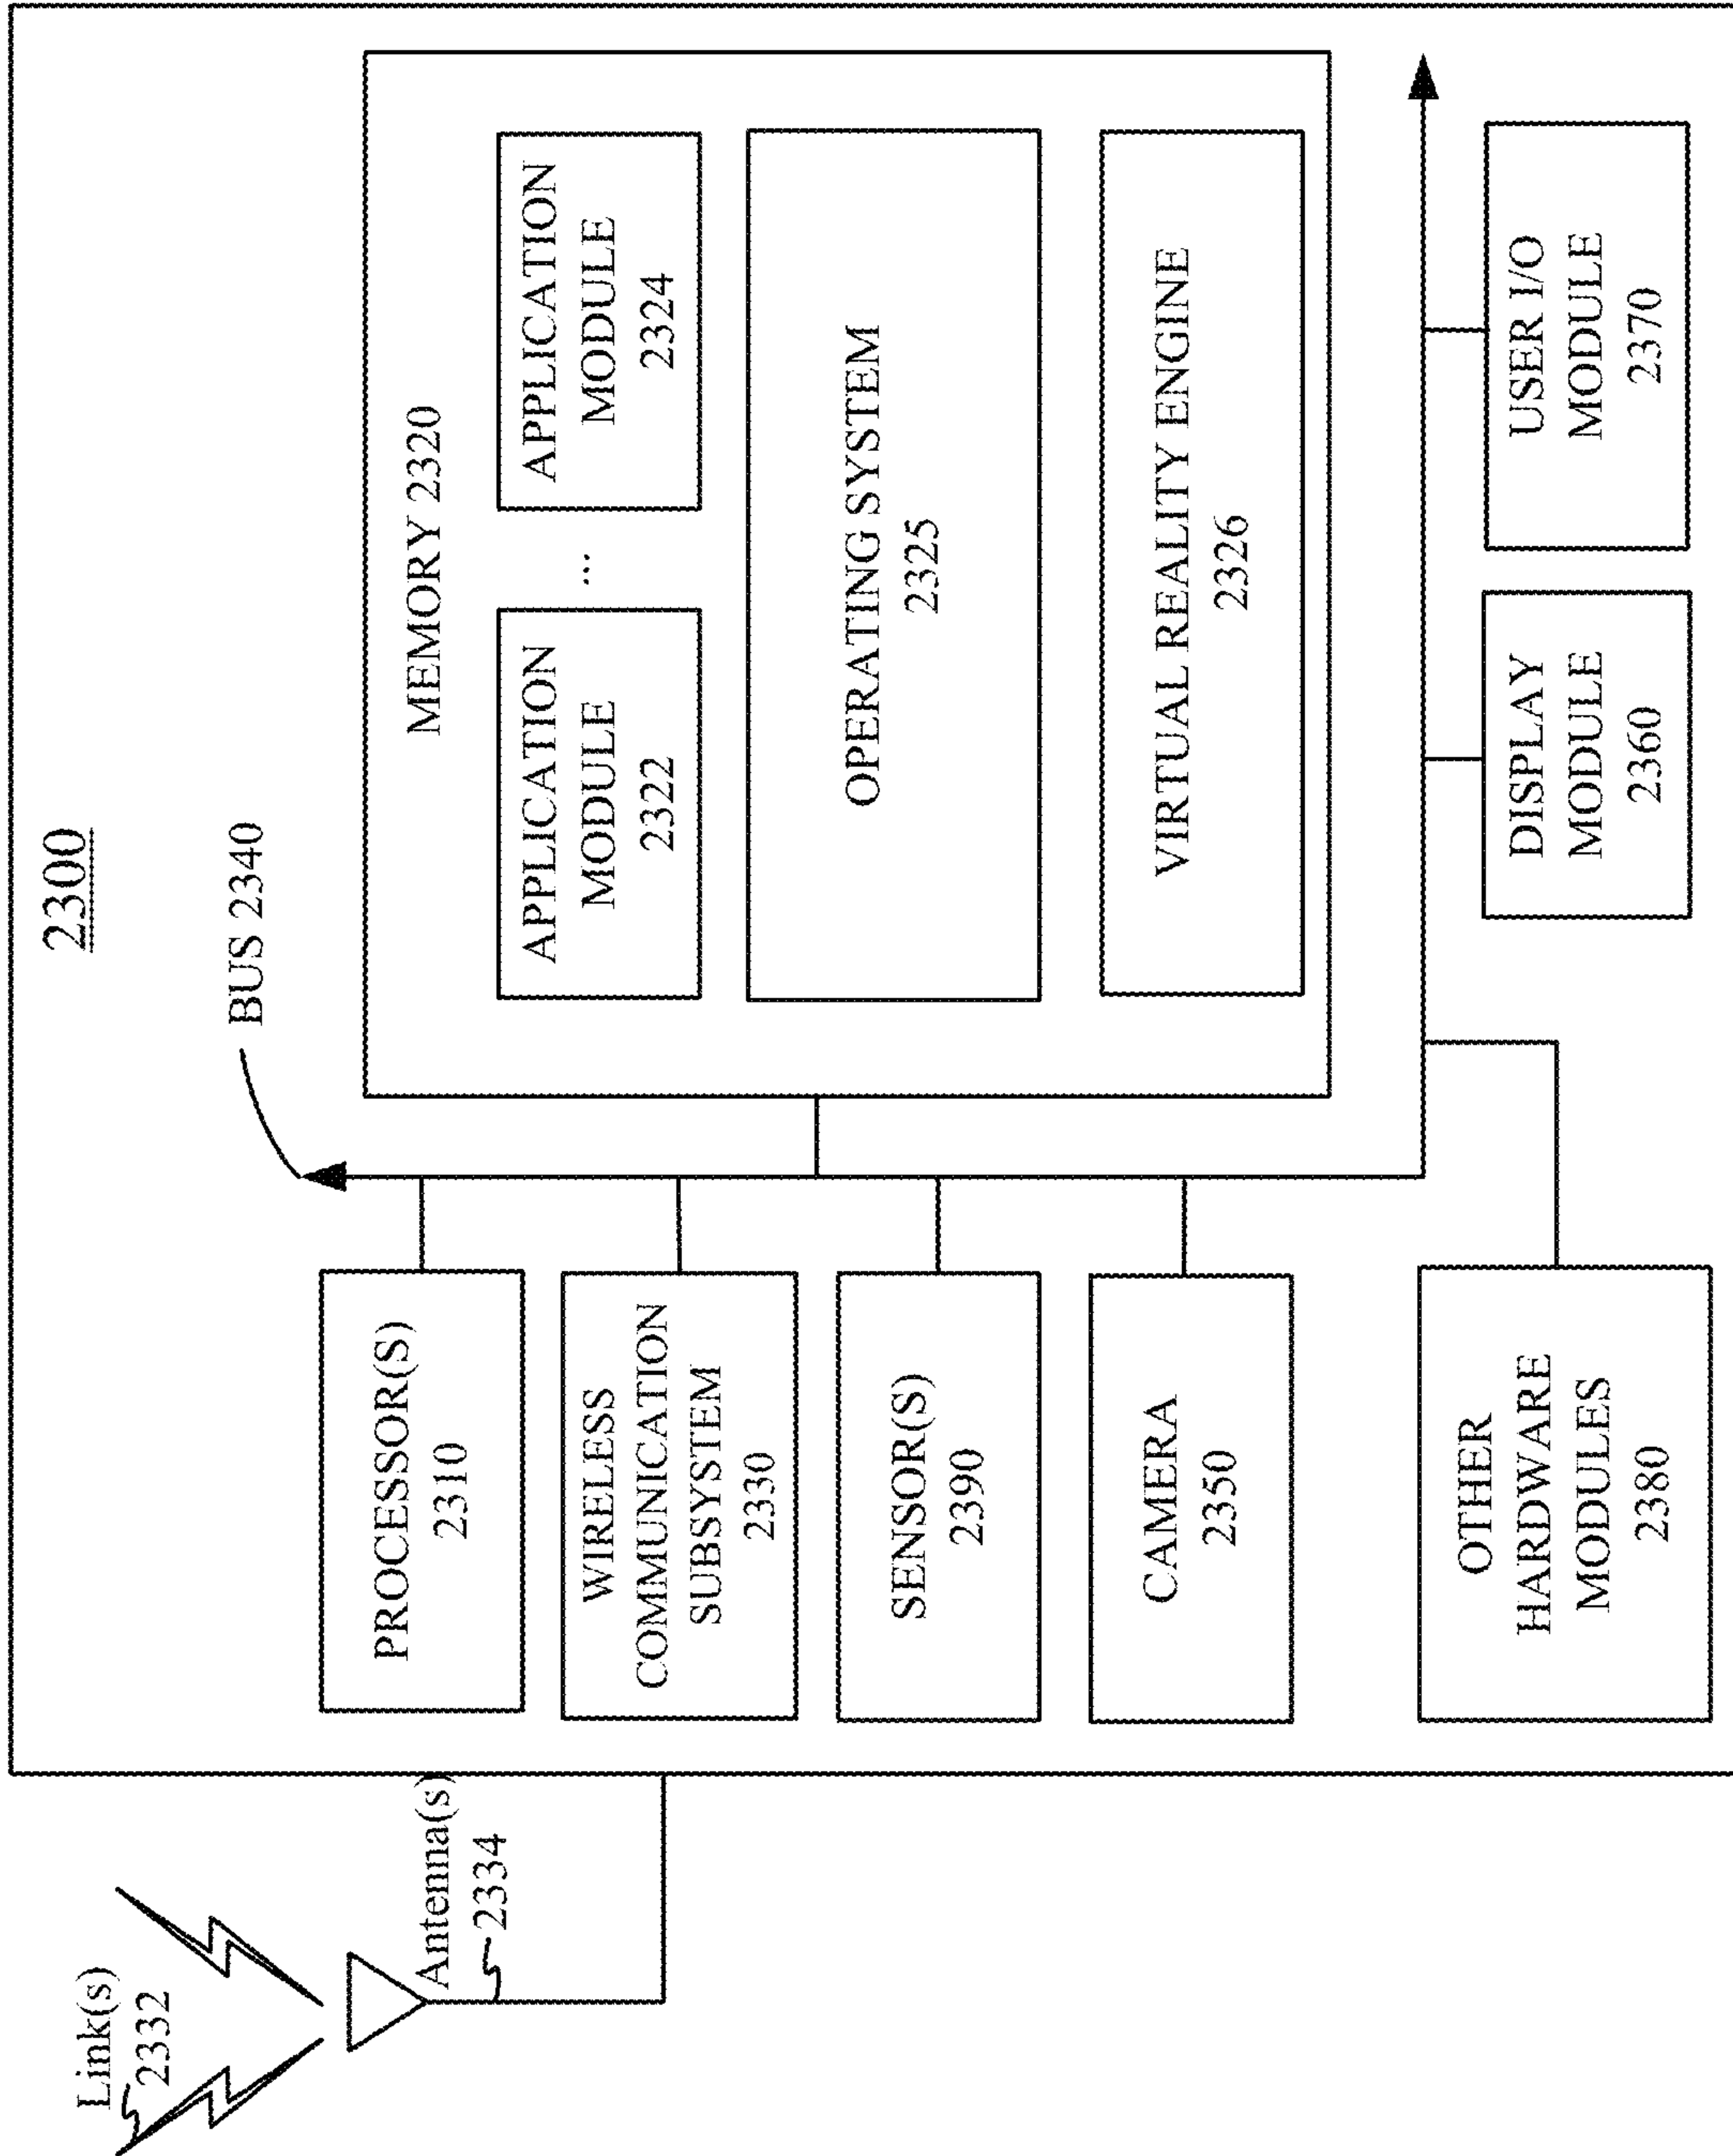 2300
Link(s)
2332
Antenna(s)
2334
BUS 2340
PROCESSOR(S)
2310
WIRELESS
COMMUNICATION
SUBSYSTEM
2330
SENSOR(S)
2390
CAMERA
2350
OTHER
HARDWARE
MODULES
2380
MEMORY 2320
APPLICATION
MODULE
2322
...
APPLICATION
MODULE
2324
OPERATING SYSTEM
2325
VIRTUAL REALITY ENGINE
2326
DISPLAY
MODULE
2360
USER I/O
MODULE
2370